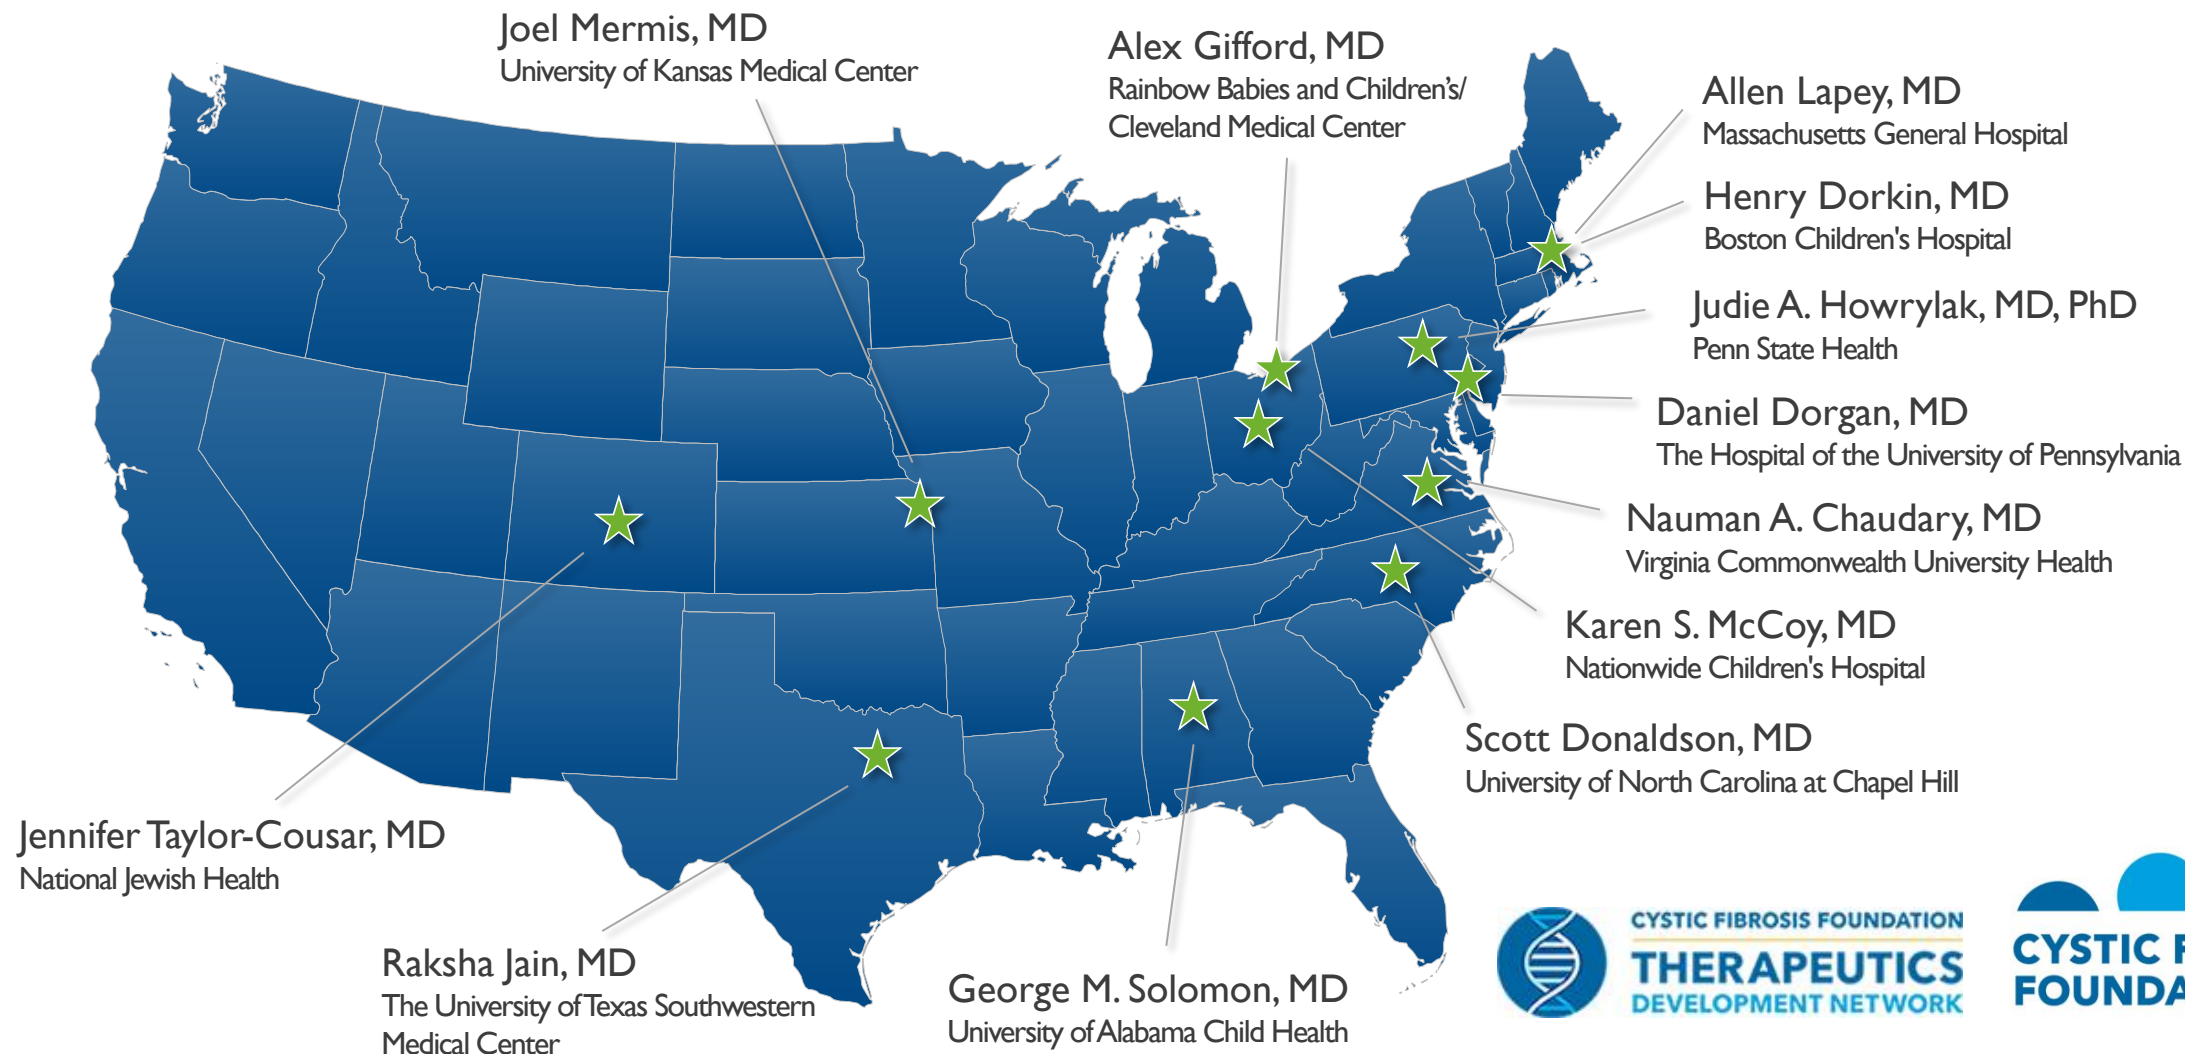 Joel Mermis, MD
University of Kansas Medical Center
Alex Gifford, MD
Rainbow Babies and Children's/
Cleveland Medical Center
Allen Lapey, MD
Massachusetts General Hospital
Henry Dorkin, MD
Boston Children's Hospital
Judie A. Howrylak, MD, PhD
Penn State Health
Daniel Dorgan, MD
The Hospital of the University of Pennsylvania
Nauman A. Chaudary, MD
Virginia Commonwealth University Health
Karen S. McCoy, MD
Nationwide Children's Hospital
Scott Donaldson, MD
University of North Carolina at Chapel Hill
Jennifer Taylor-Cousar, MD
National Jewish Health
Raksha Jain, MD
The University of Texas Southwestern
Medical Center
George M. Solomon, MD
University of Alabama Child Health
CYSTIC FIBROSIS FOUNDATION
THERAPEUTICS
DEVELOPMENT NETWORK
CYSTIC